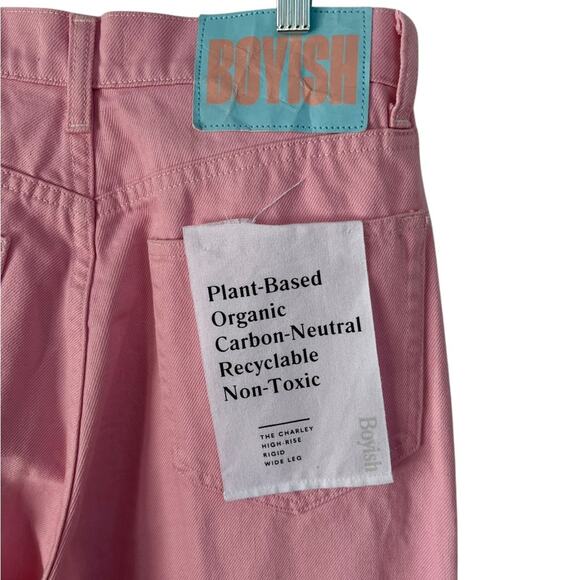 BOYISH
Plant-Based
Organic
Carbon-Neutral
Recyclable
Non-Toxic
THE CHARLEY
HIGH-RISE
RIGID
WIDE LEG
Boyish